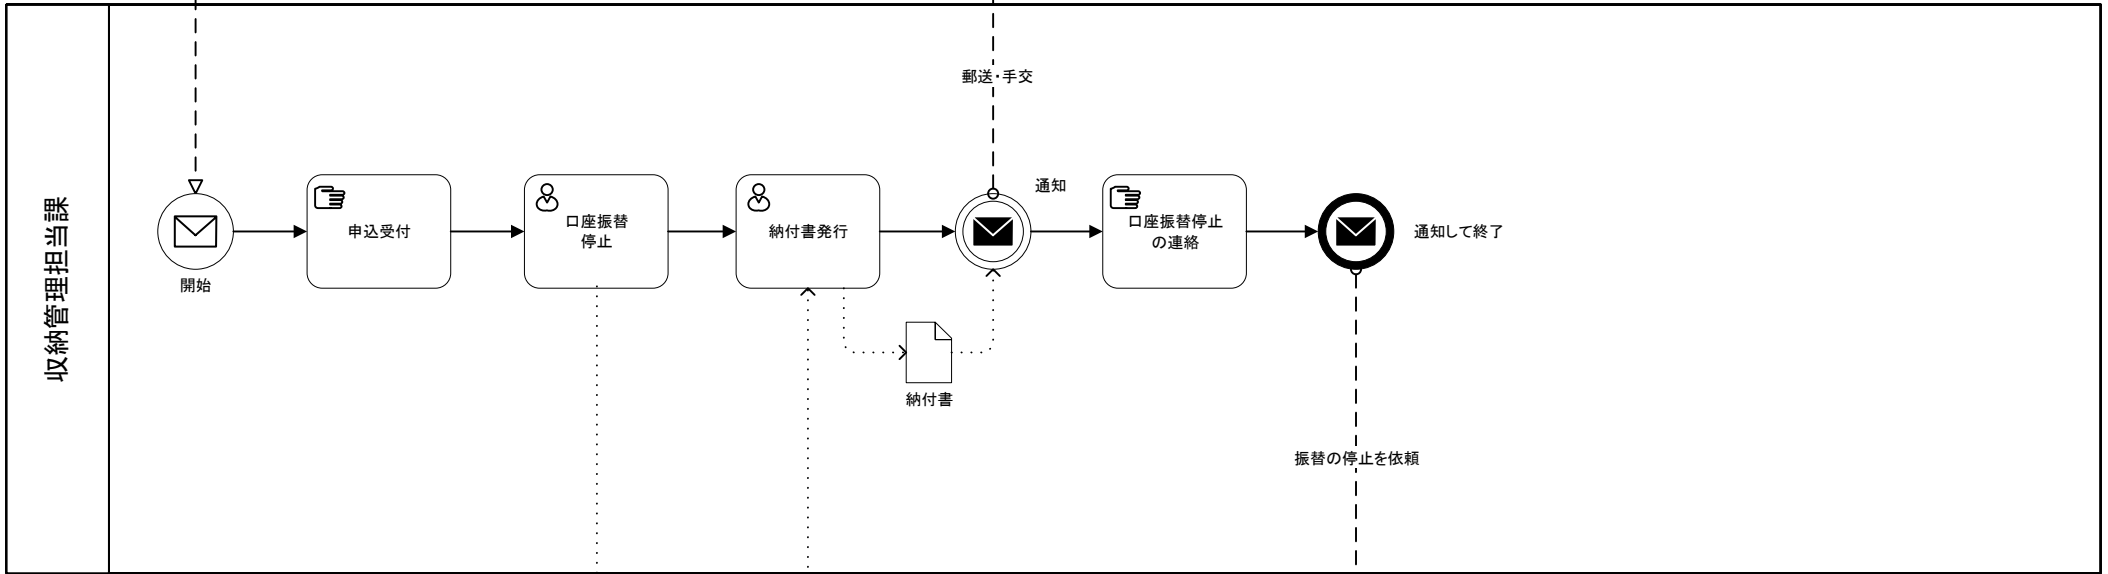 収納管理担当課
郵送・手交
開始
申込受付
口座振替
停止
納付書発行
通知
口座振替停止
の連絡
通知して終了
納付書
振替の停止を依頼